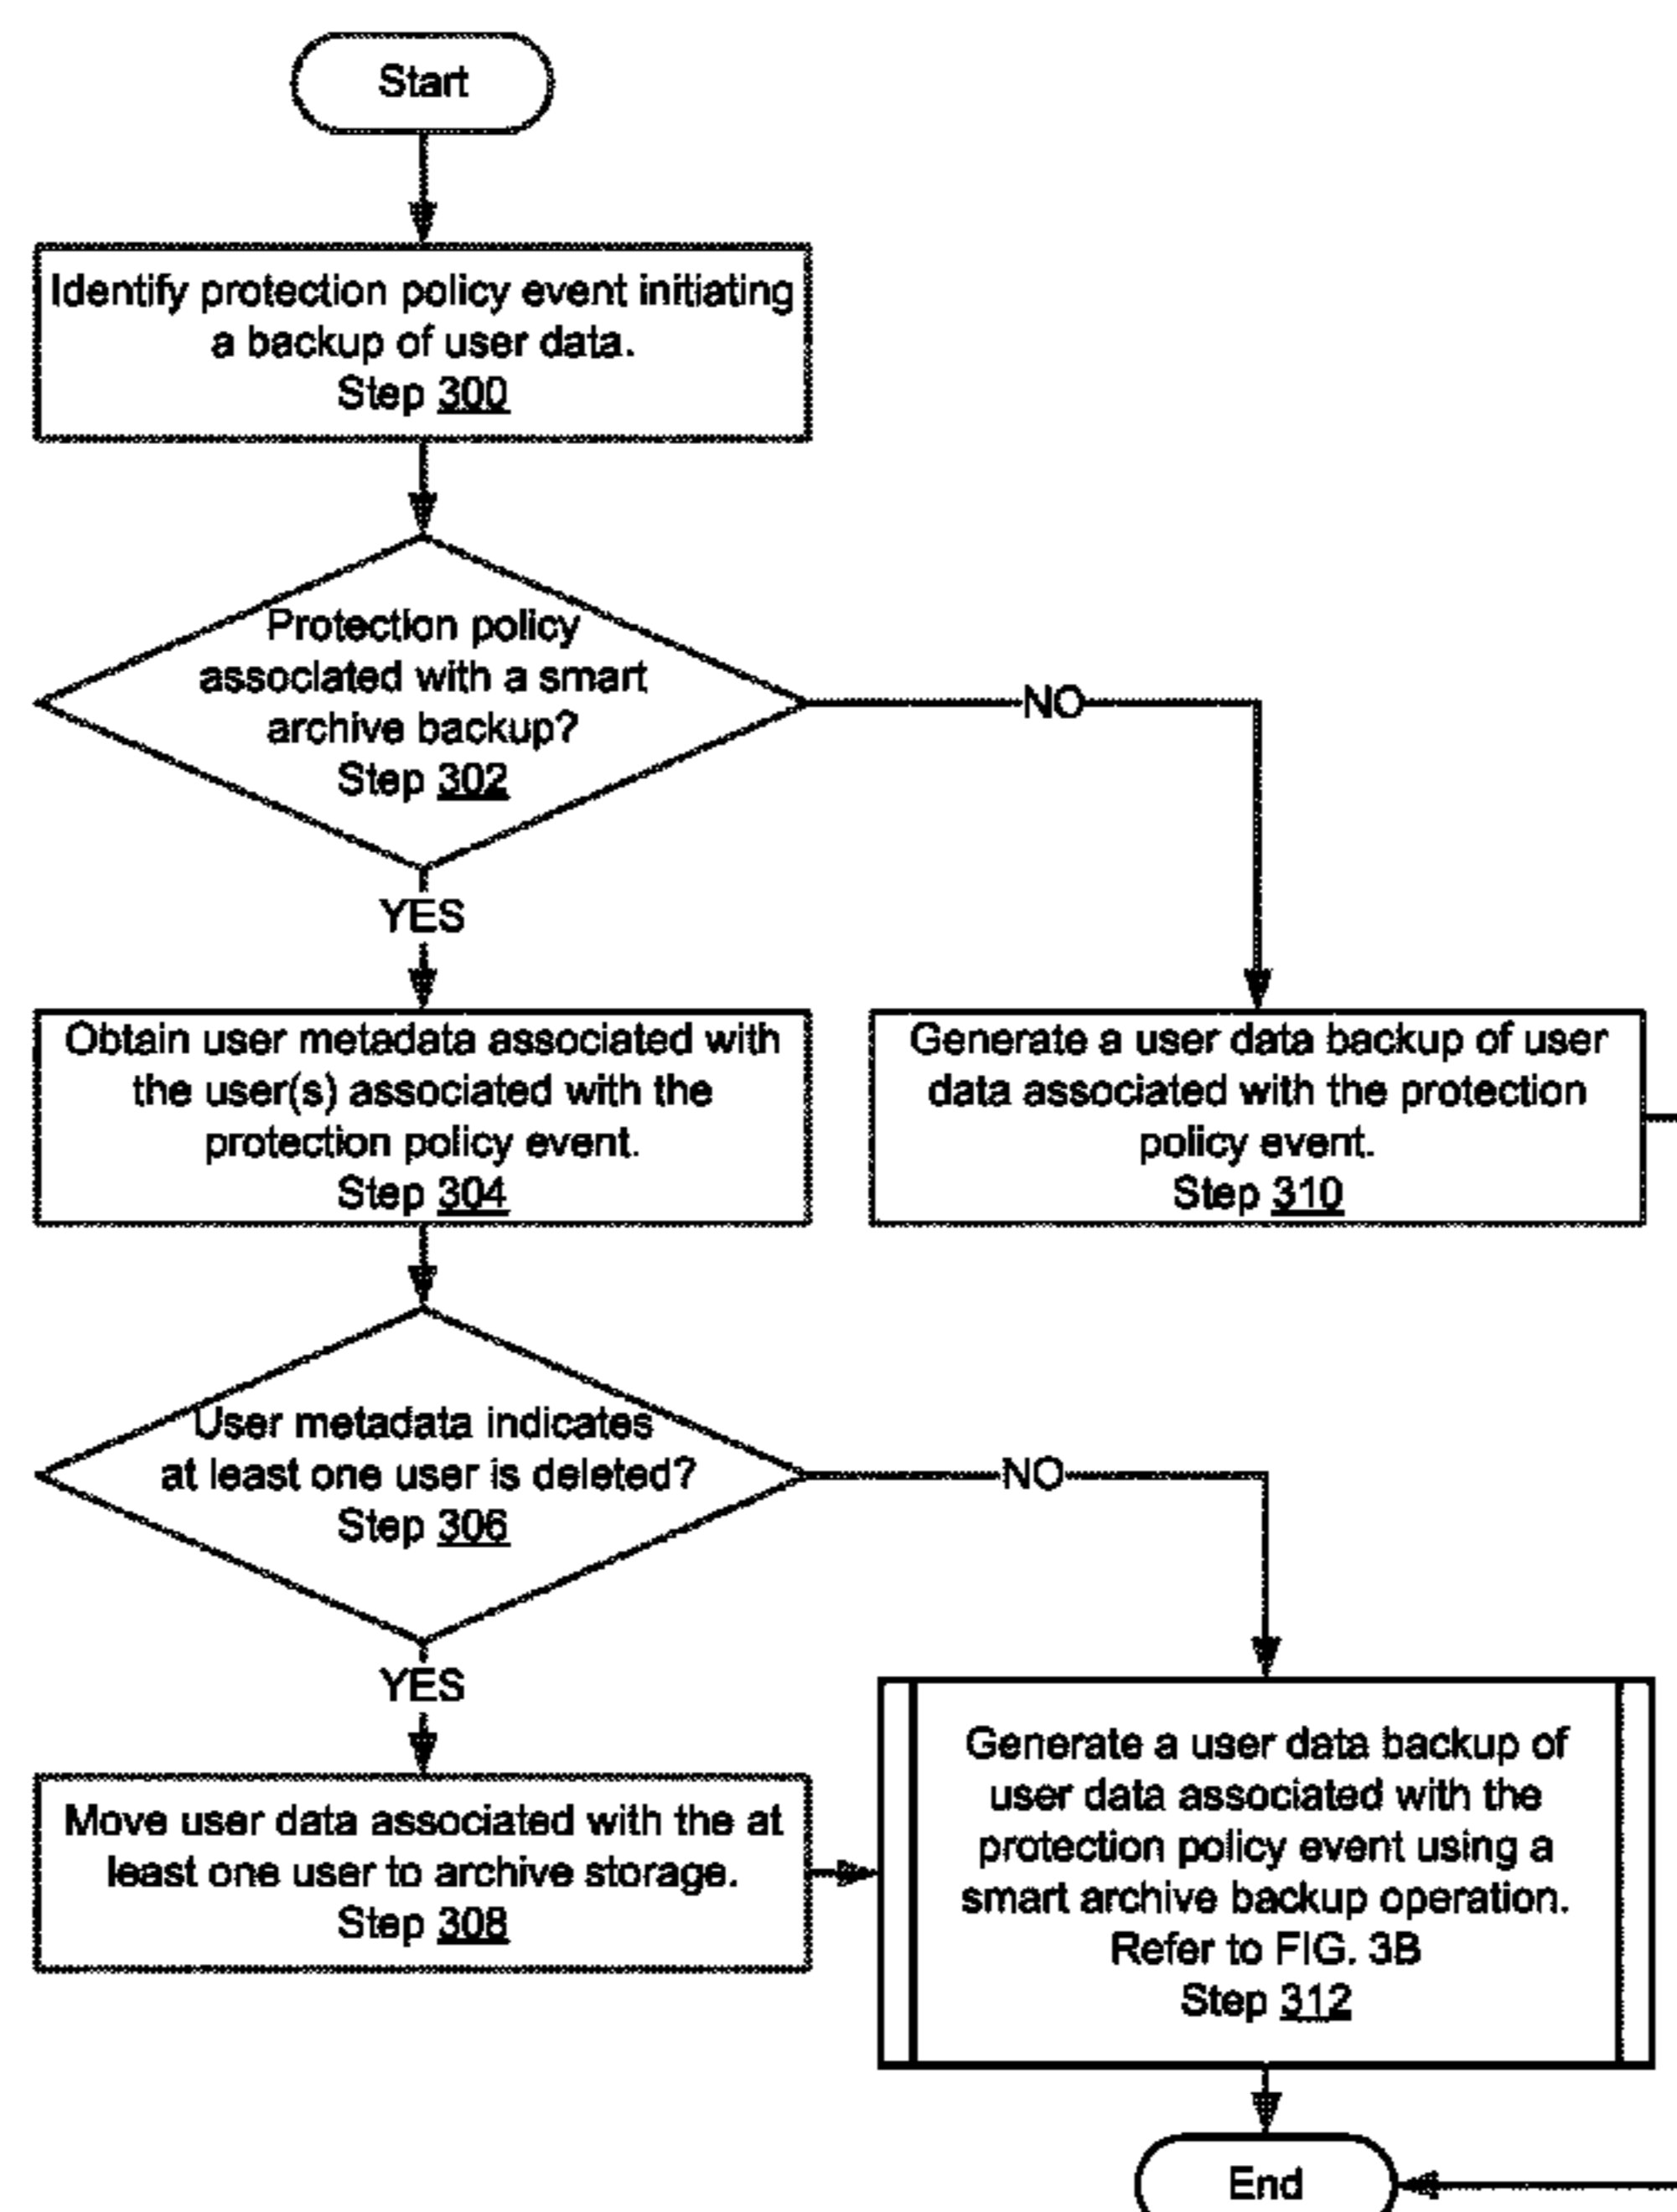 Start
Identify protection policy event initiating
a backup of user data.
Step 300
Protection policy
associated with a smart
archive backup?
Step 302
NO
YES
Obtain user metadata associated with
the user(s) associated with the
protection policy event.
Step 304
Generate a user data backup of user
data associated with the protection
policy event.
Step 310
User metadata indicates
at least one user is deleted?
Step 306
NO
YES
Move user data associated with the at
least one user to archive storage.
Step 308
Generate a user data backup of
user data associated with the
protection policy event using a
smart archive backup operation.
Refer to FIG. 3B
Step 312
End